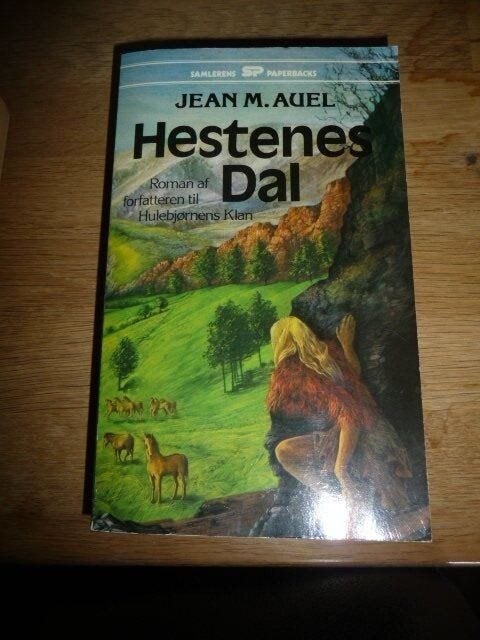 SAMLERENS SP PAPERBACKS
JEAN M. AUEL
Hestenes
Dal
Roman af
forfatteren til
Hulebjørnens Klan